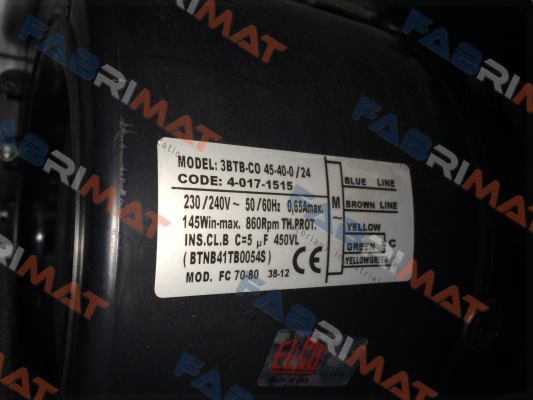 MODEL: 3BTB-CO 45-40-0/24
CODE: 4-017-1515
230/240V~ 50/60Hz 0,65Amax.
145Win-max. 860Rpm TH.PROT.
INS.CL.B C=5 µF 450VL
(BTNB41TB0054S)
MOD. FC 70-80 38-12
CE
M
~
BLUE LINE
BROWN LINE
YELLOW
GREEN
C
YELLOWGREEN
ELCO
FABRIMAT
FABRIMAT
FABRIMAT
FABRIMAT
FABRIMAT